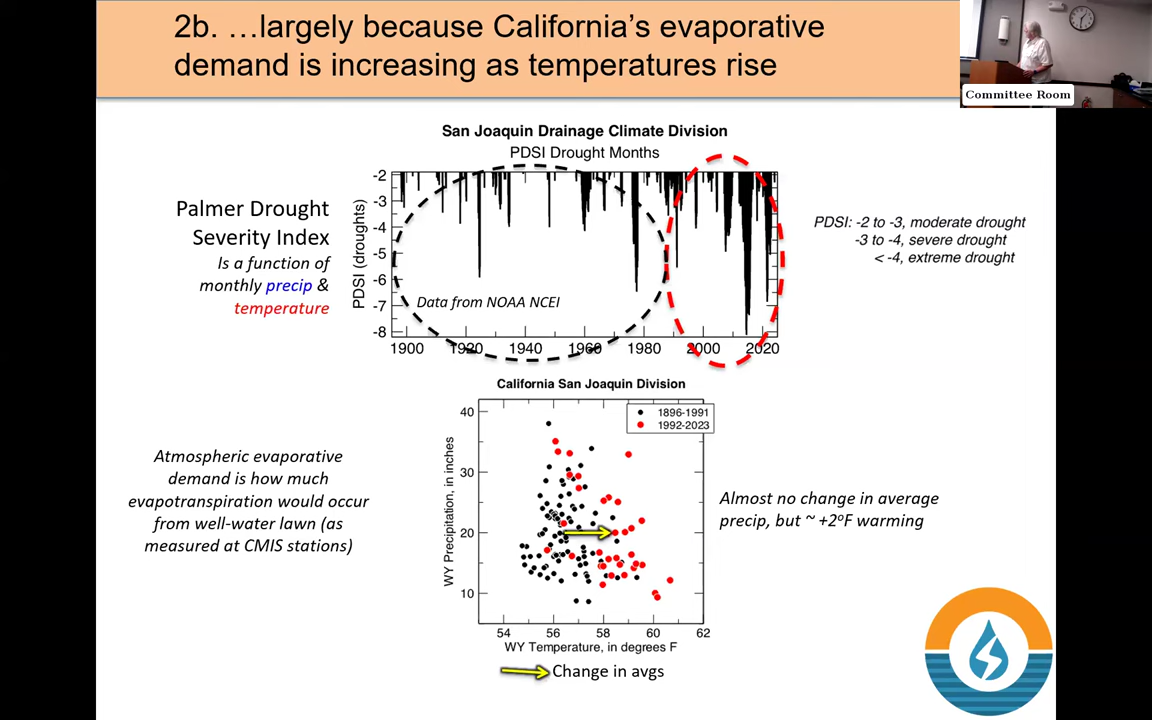 2b. …largely because California's evaporative
demand is increasing as temperatures rise
Committee Room
San Joaquin Drainage Climate Division
PDSI Drought Months
Palmer Drought
Severity Index
Is a function of
monthly precip &
temperature
PDSI (droughts)
-2
-3
-4
-5
-6
-7
-8
Data from NOAA NCEI
1900 1920 1940 1960 1980 2000 2020
PDSI: -2 to -3, moderate drought
-3 to -4, severe drought
< -4, extreme drought
California San Joaquin Division
1896-1991
1992-2023
WY Precipitation, in inches
40
30
20
10
54 56 58 60 62
WY Temperature, in degrees F
Change in avgs
Atmospheric evaporative
demand is how much
evapotranspiration would occur
from well-water lawn (as
measured at CMIS stations)
Almost no change in average
precip, but ~ +2ºF warming